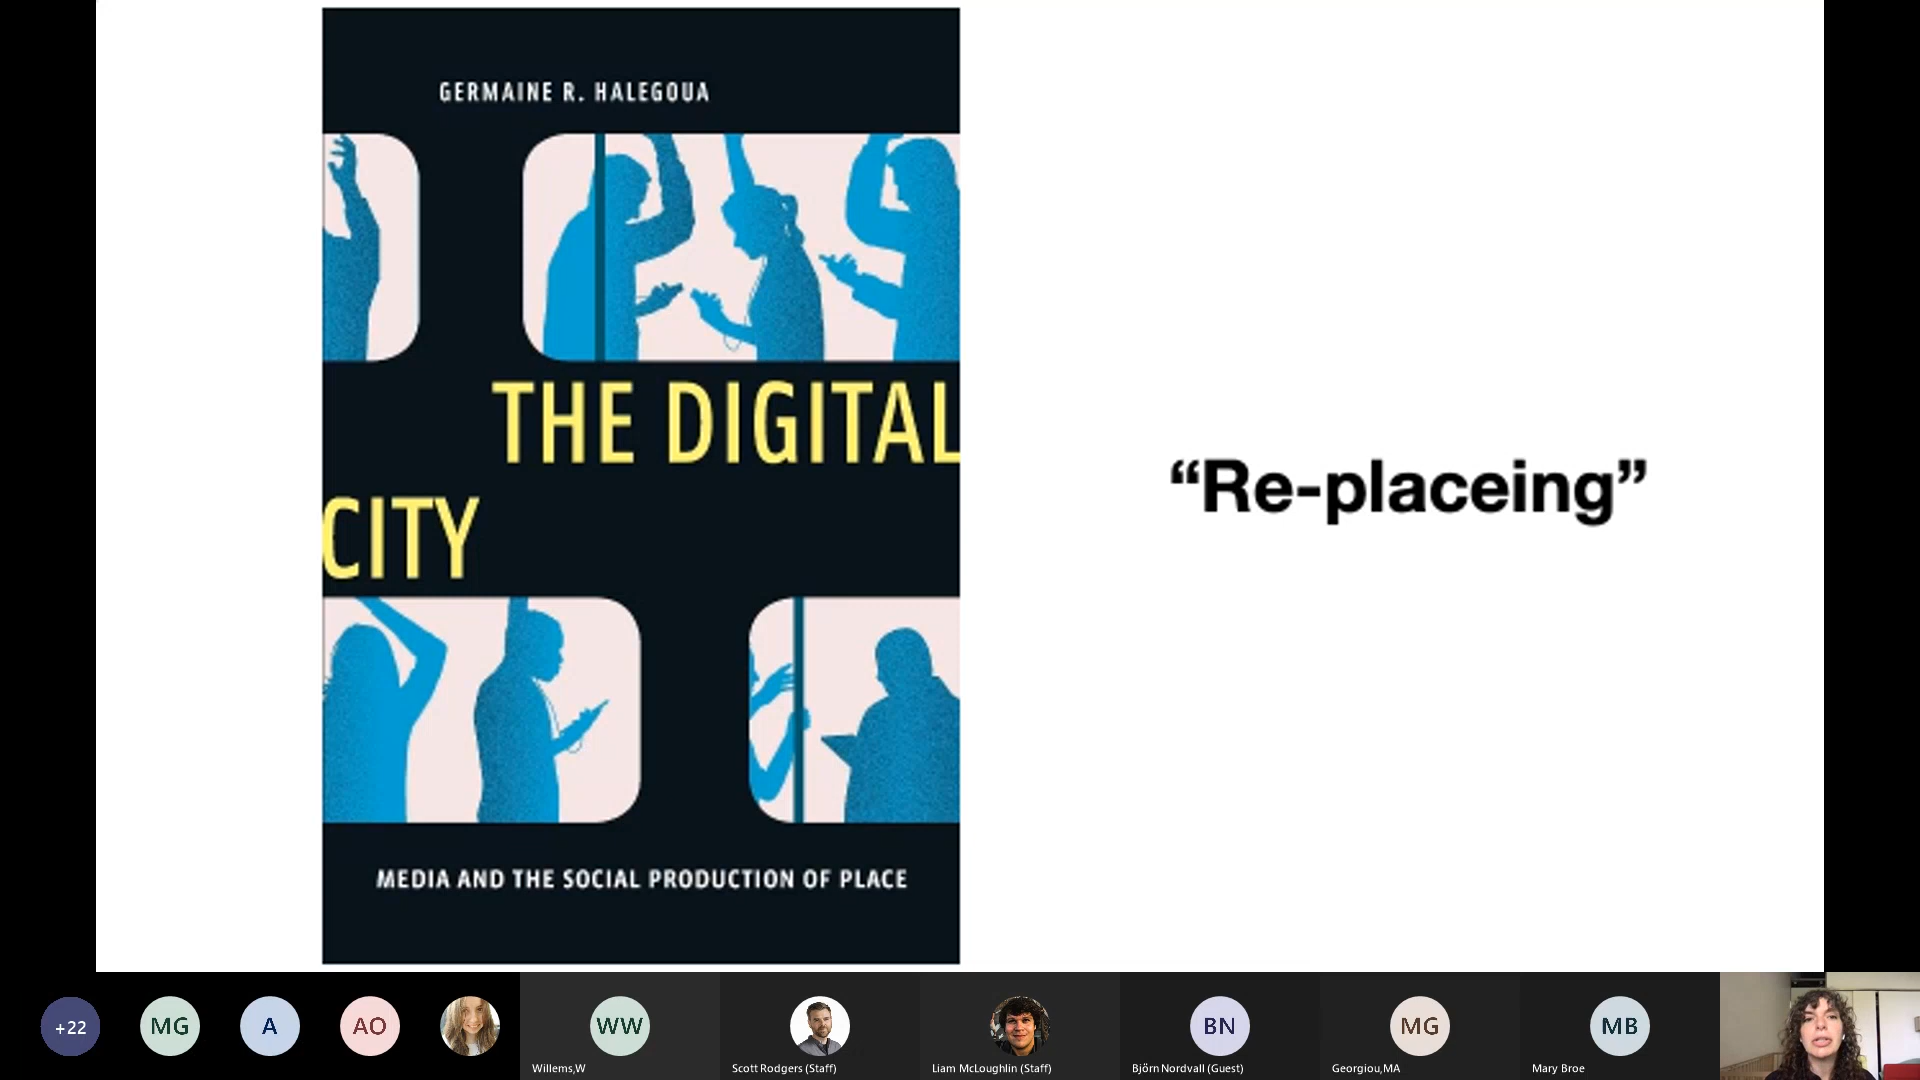 GERMAINE R. HALEGOUA
THE DIGITAL
CITY
MEDIA AND THE SOCIAL PRODUCTION OF PLACE
“Re-placeing”
+22
MG
A
AO
WW
Willems,W
Scott Rodgers (Staff)
Liam McLoughlin (Staff)
BN
Björn Nordvall (Guest)
MG
Georgiou,MA
MB
Mary Broe